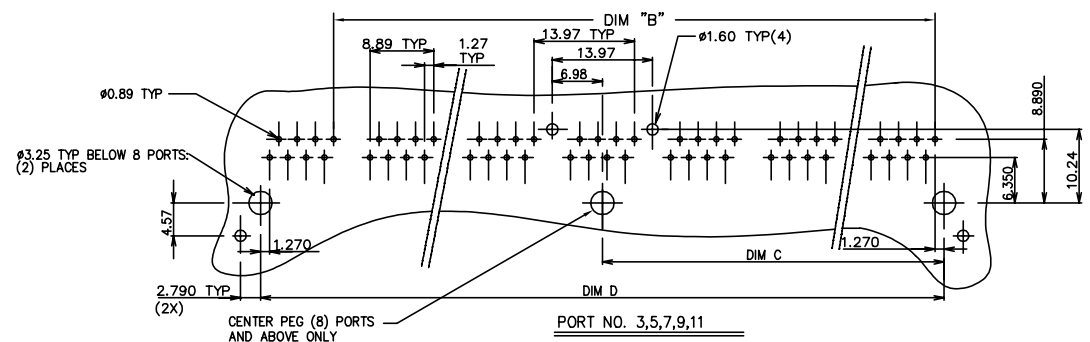 DIM "B"
13.97 TYP
ø1.60 TYP(4)
8.89 TYP
1.27
TYP
13.97
6.98
ø0.89 TYP
8.890
ø3.25 TYP BELOW 8 PORTS.
(2) PLACES
6.350
10.24
4.57
1.270
1.270
DIM C
2.790 TYP
(2X)
DIM D
CENTER PEG (8) PORTS
AND ABOVE ONLY
PORT NO. 3,5,7,9,11